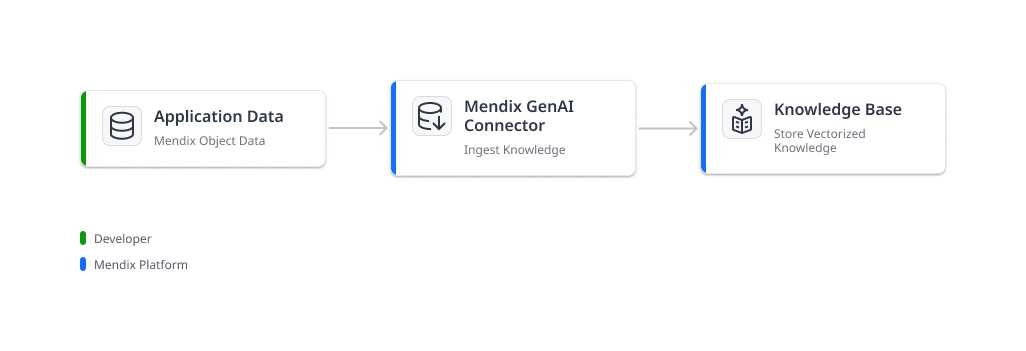 Application Data
Mendix Object Data
Mendix GenAI
Connector
Ingest Knowledge
Knowledge Base
Store Vectorized
Knowledge
Developer
Mendix Platform